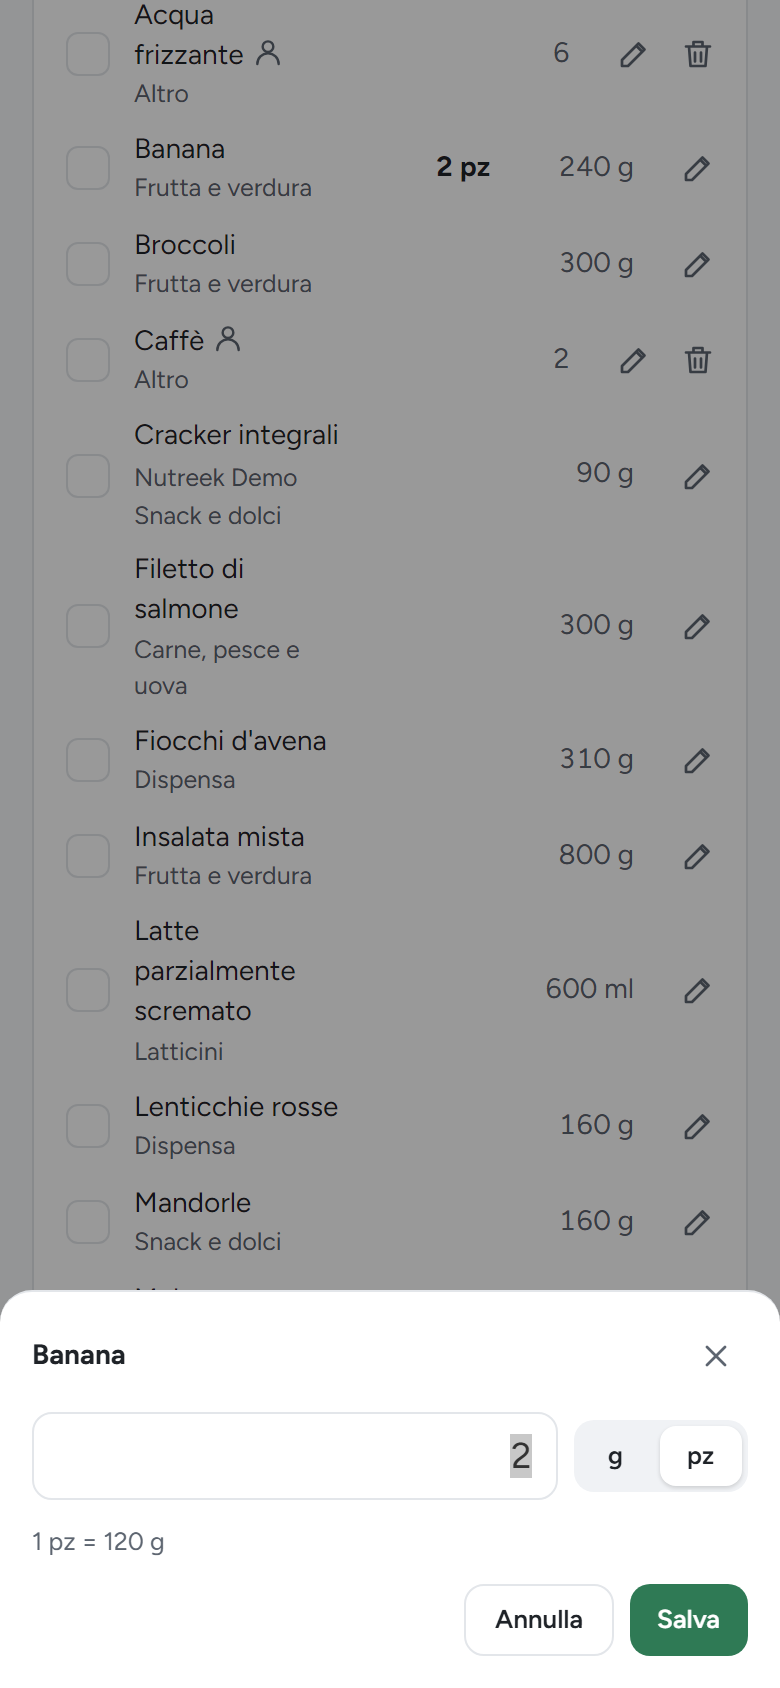 Acqua
frizzante
6
Altro
Banana
2 pz
240 g
Frutta e verdura
Broccoli
300 g
Frutta e verdura
Caffè
2
Altro
Cracker integrali
90 g
Nutreek Demo
Snack e dolci
Filetto di
salmone
300 g
Carne, pesce e
uova
Fiocchi d'avena
310 g
Dispensa
Insalata mista
800 g
Frutta e verdura
Latte
parzialmente
scremato
600 ml
Latticini
Lenticchie rosse
160 g
Dispensa
Mandorle
160 g
Snack e dolci
Banana
2
g
pz
1 pz = 120 g
Annulla
Salva